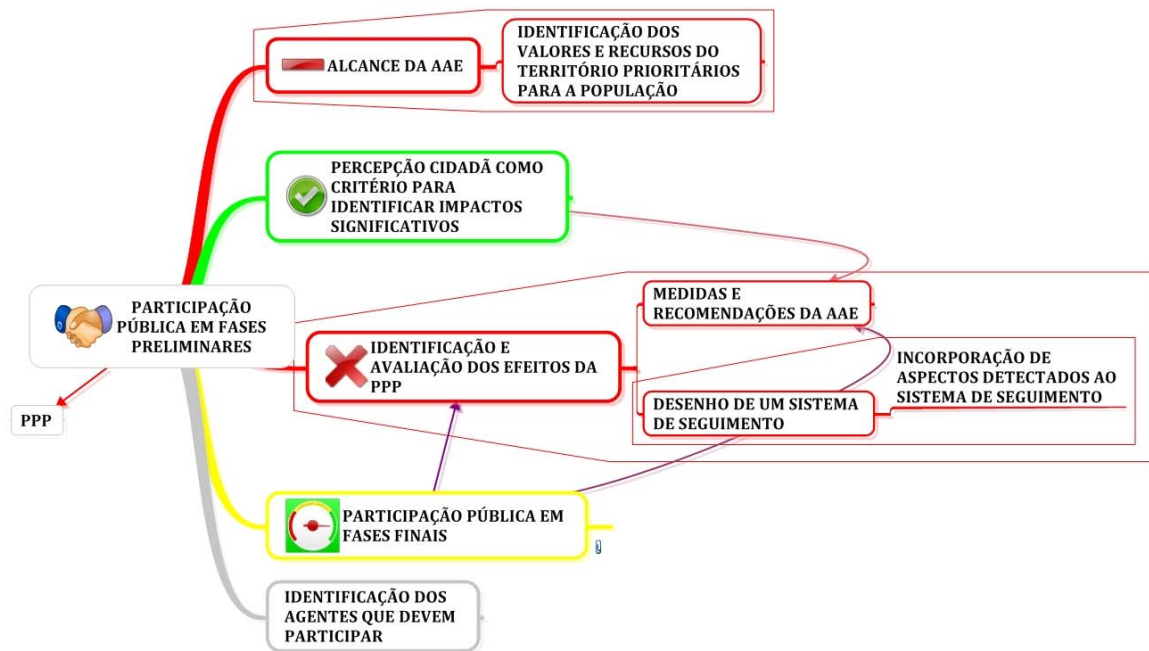 ALCANCE DA AAE
IDENTIFICAÇÃO DOS
VALORES E RECURSOS DO
TERRITÓRIO PRIORITÁRIOS
PARA A POPULAÇÃO
PERCEPÇÃO CIDADÃ COMO
CRITÉRIO PARA
IDENTIFICAR IMPACTOS
SIGNIFICATIVOS
PARTICIPAÇÃO
PÚBLICA EM FASES
PRELIMINARES
PPP
IDENTIFICAÇÃO E
AVALIAÇÃO DOS EFEITOS DA
PPP
MEDIDAS E
RECOMENDAÇÕES DA AAE
DESENHO DE UM SISTEMA
DE SEGUIMENTO
INCORPORAÇÃO DE
ASPECTOS DETECTADOS AO
SISTEMA DE SEGUIMENTO
PARTICIPAÇÃO PÚBLICA EM
FASES FINAIS
IDENTIFICAÇÃO DOS
AGENTES QUE DEVEM
PARTICIPAR